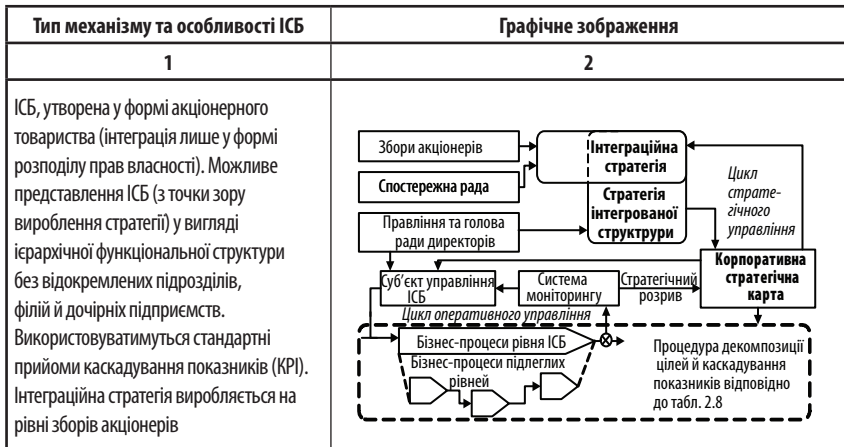 Тип механізму та особливості ІСБ
Графічне зображення
1
2
ІСБ, утворена у формі акціонерного
товариства (інтеграція лише у формі
розподілу прав власності). Можливе
представлення ІСБ (з точки зору
вироблення стратегії) у вигляді
ієрархічної функціональної структури
без відокремлених підрозділів,
філій й дочірніх підприємств.
Використовуватимуться стандартні
прийоми каскадування показників (KPI).
Інтеграційна стратегія виробляється на
рівні зборів акціонерів
Збори акціонерів
Спостережна рада
Правління та голова
ради директорів
Інтеграційна
стратегія
Стратегія
інтегрованої
структрури
Цикл
страте-
гічного
управління
Корпоративна
стратегічна
карта
Суб’єкт управління
ІСБ
Система
моніторингу
Стратегічний
розрив
Цикл оперативного управління
Бізнес-процеси рівня ІСБ
Бізнес-процеси підлеглих
рівней
Процедура декомпозиції
цілей й каскадування
показників відповідно
до табл. 2.8